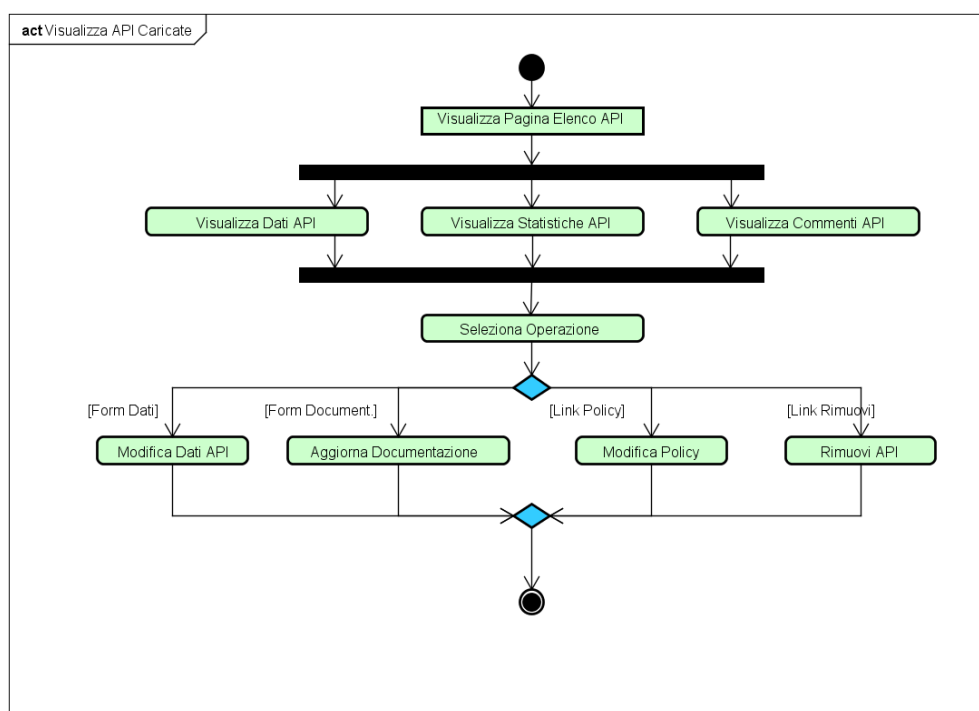 act Visualizza API Caricate
Visualizza Pagina Elenco API
Visualizza Dati API
Visualizza Statistiche API
Visualizza Commenti API
Seleziona Operazione
[Form Dati]
[Form Document.]
[Link Policy]
[Link Rimuovi]
Modifica Dati API
Aggiorna Documentazione
Modifica Policy
Rimuovi API